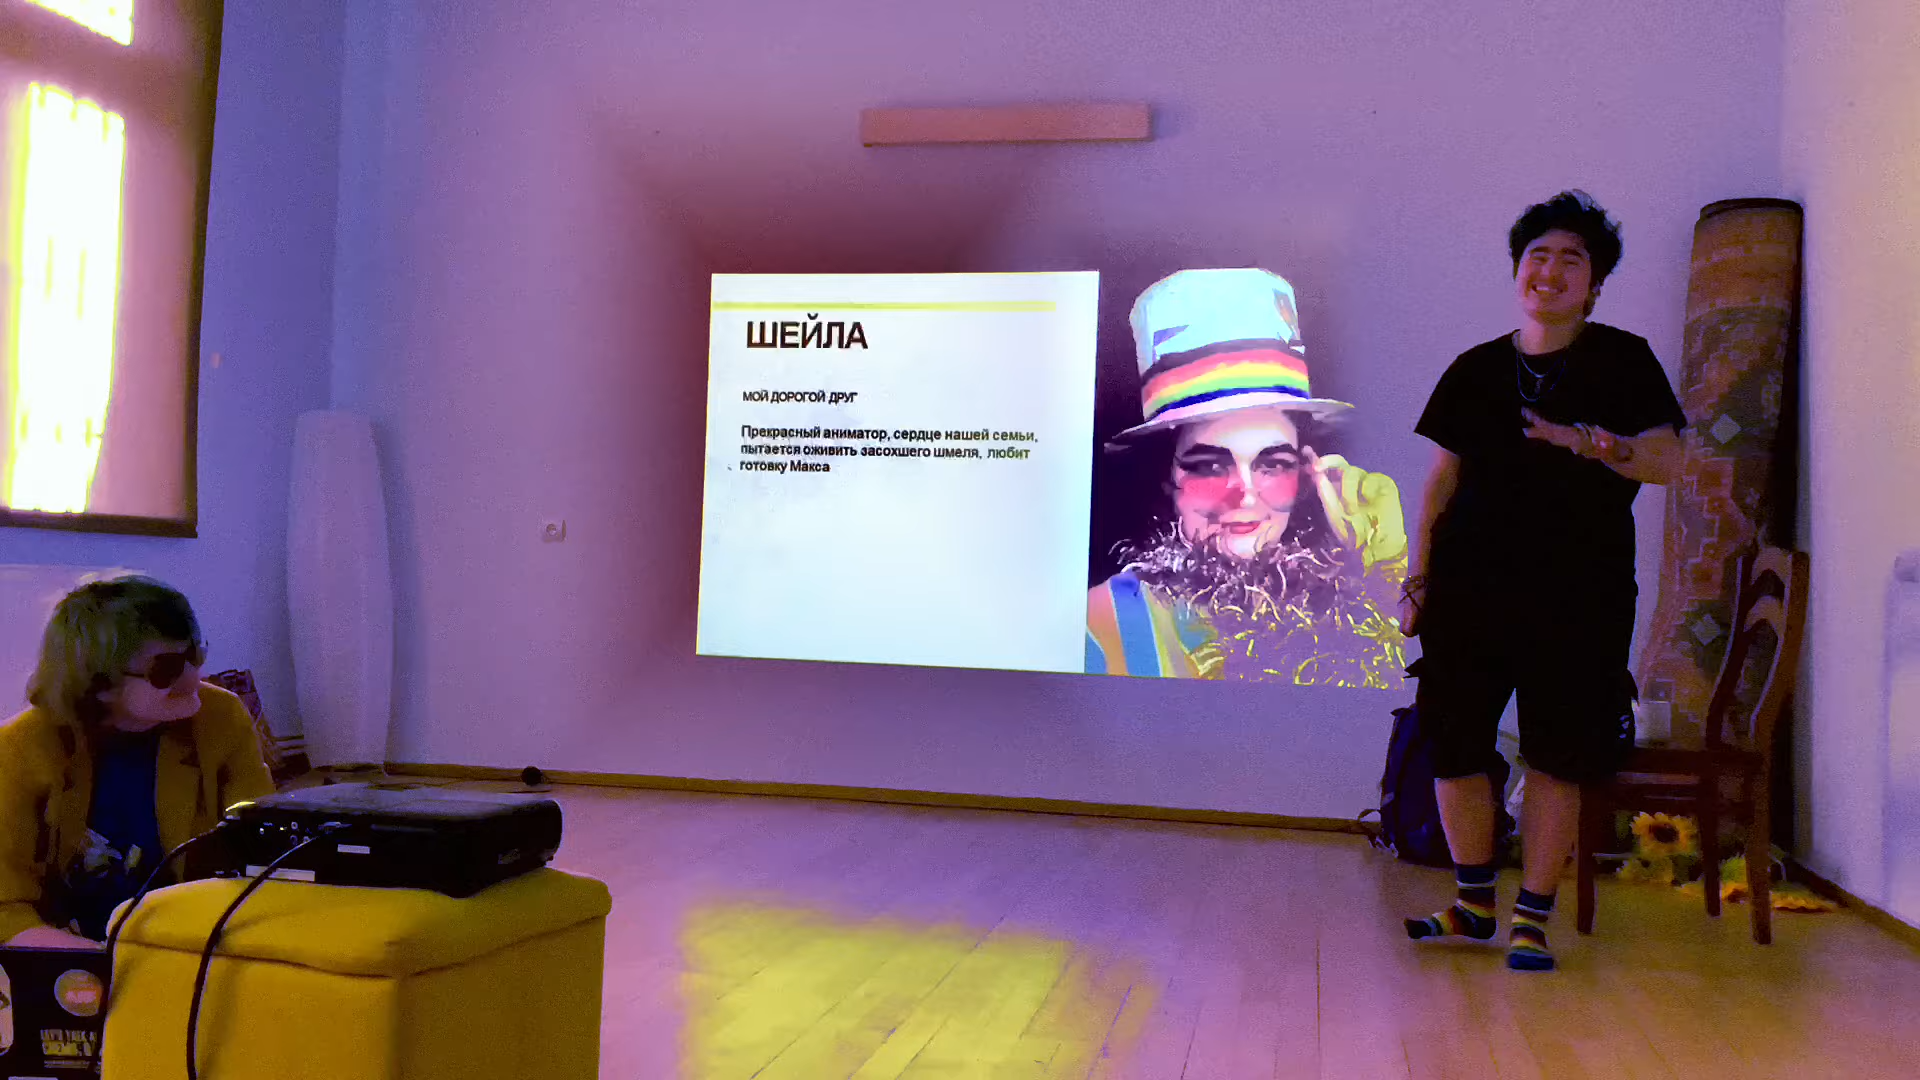 ШЕЙЛА
МОЙ ДОРОГОЙ ДРУГ
Прекрасный аниматор, сердце нашей семьи,
пытается оживить засохшего шмеля, любит
готовку Макса